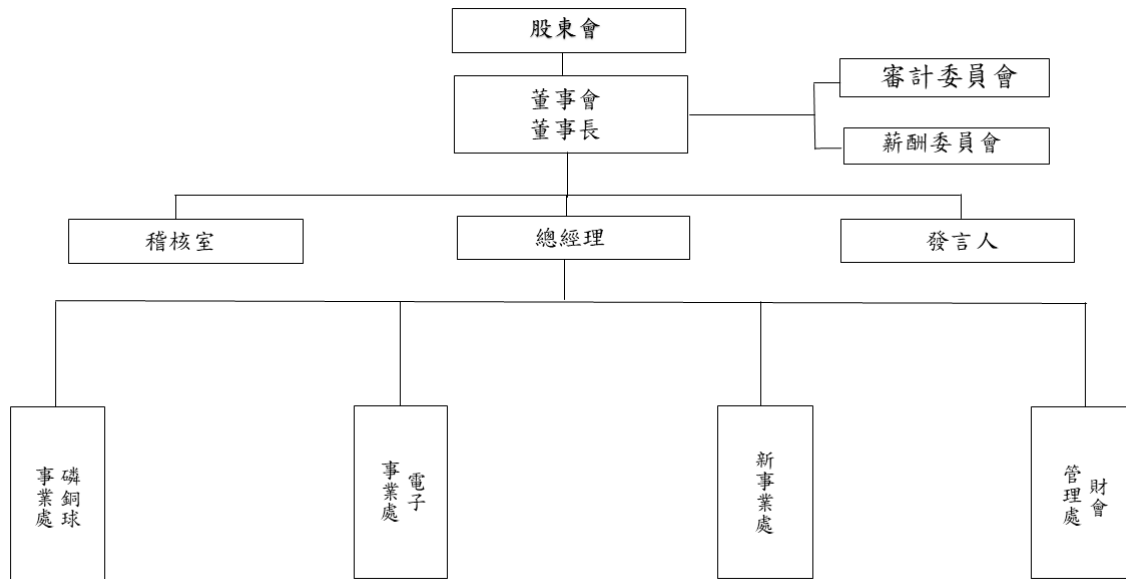 股東會
董事會
董事長
審計委員會
薪酬委員會
稽核室
總經理
發言人
磷銅球
事業處
電子
事業處
新事業處
財會
管理處